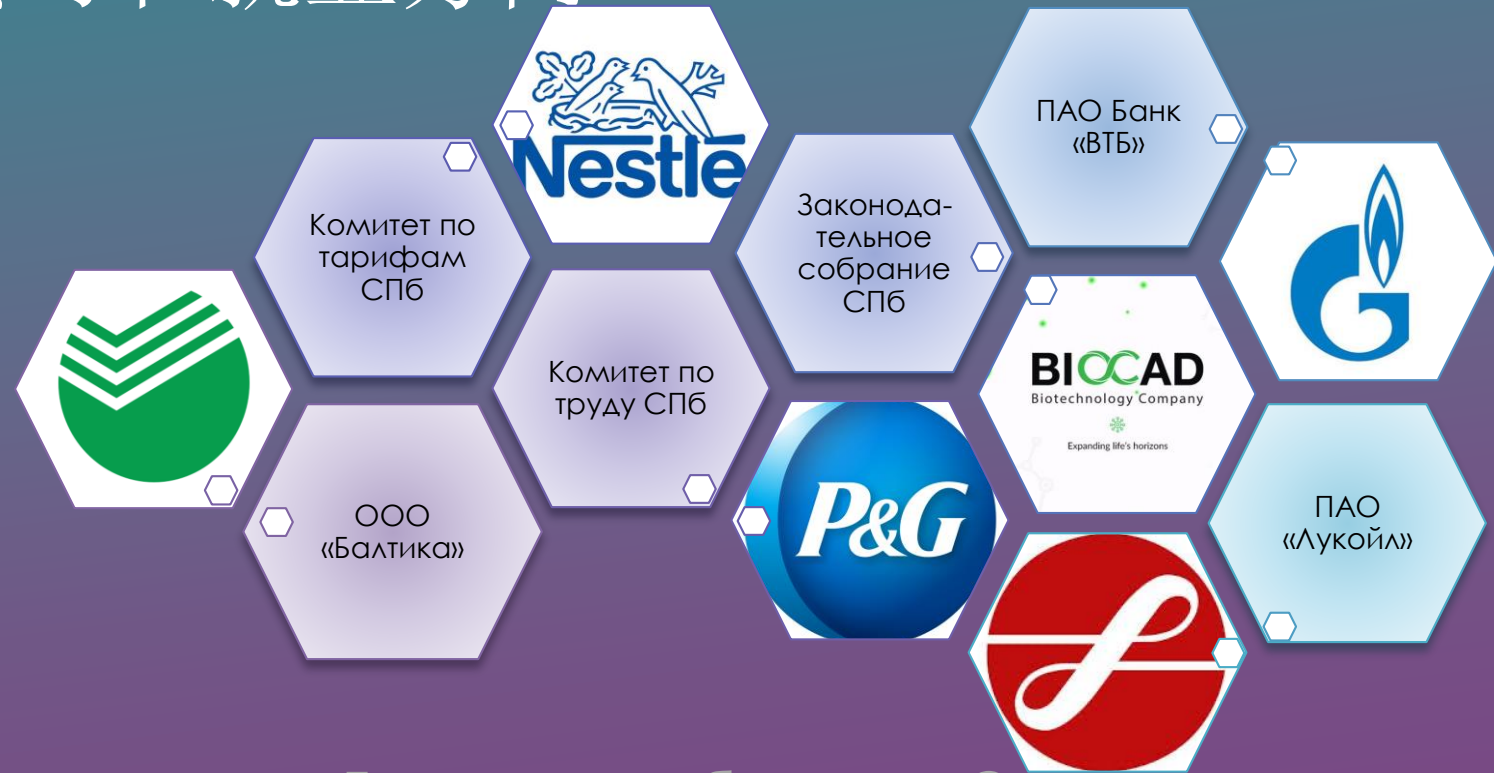 Nestlē
ПАО Банк
«ВТБ»
Комитет по
тарифам
СПб
Законода-
тельное
собрание
СПб
Комитет по
труду СПб
BIOCAD
Biotechnology Company
Expanding life's horizons
ООО
«Балтика»
P&G
ПАО
«Лукойл»